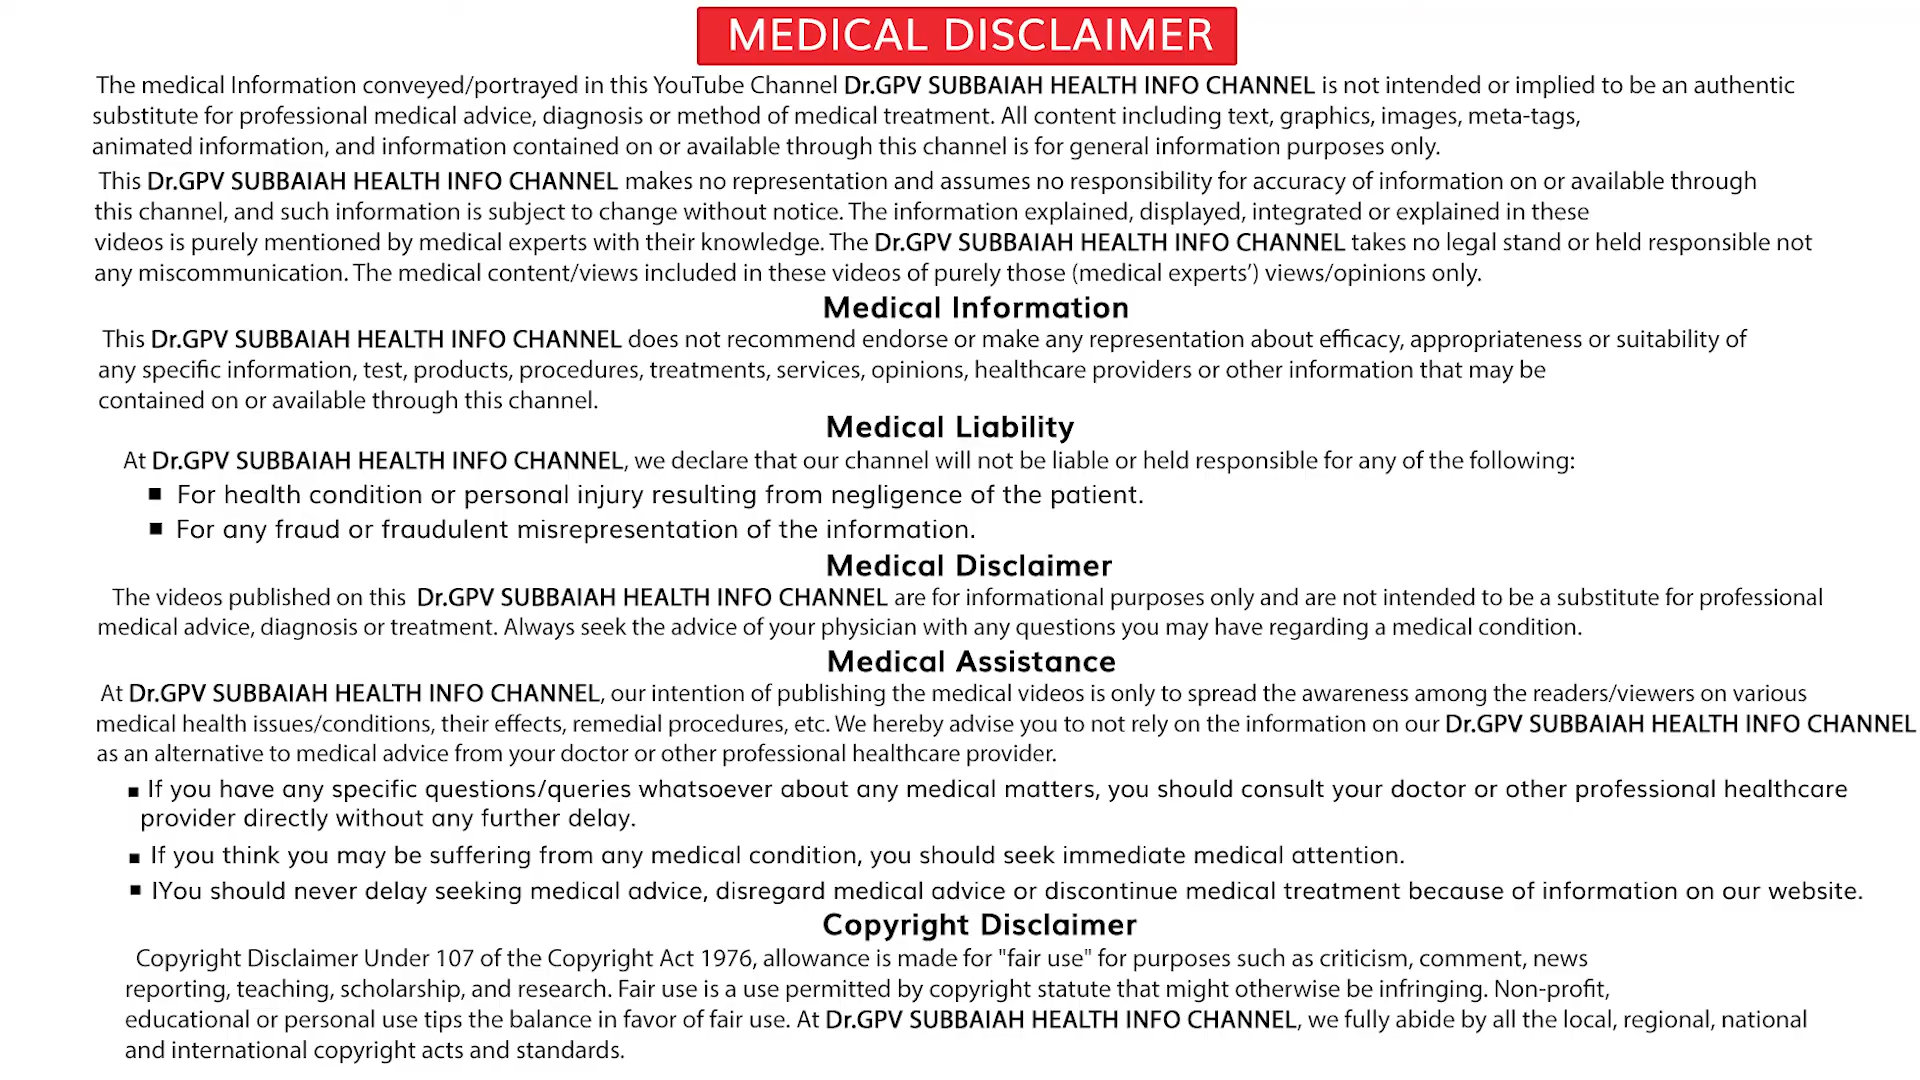 MEDICAL DISCLAIMER
The medical Information conveyed/portrayed in this YouTube Channel Dr.GPV SUBBAIAH HEALTH INFO CHANNEL is not intended or implied to be an authentic
substitute for professional medical advice, diagnosis or method of medical treatment. All content including text, graphics, images, meta-tags,
animated information, and information contained on or available through this channel is for general information purposes only.
This Dr.GPV SUBBAIAH HEALTH INFO CHANNEL makes no representation and assumes no responsibility for accuracy of information on or available through
this channel, and such information is subject to change without notice. The information explained, displayed, integrated or explained in these
videos is purely mentioned by medical experts with their knowledge. The Dr.GPV SUBBAIAH HEALTH INFO CHANNEL takes no legal stand or held responsible not
any miscommunication. The medical content/views included in these videos of purely those (medical experts’) views/opinions only.
Medical Information
This Dr.GPV SUBBAIAH HEALTH INFO CHANNEL does not recommend endorse or make any representation about efficacy, appropriateness or suitability of
any specific information, test, products, procedures, treatments, services, opinions, healthcare providers or other information that may be
contained on or available through this channel.
Medical Liability
At Dr.GPV SUBBAIAH HEALTH INFO CHANNEL, we declare that our channel will not be liable or held responsible for any of the following:
▪ For health condition or personal injury resulting from negligence of the patient.
▪ For any fraud or fraudulent misrepresentation of the information.
Medical Disclaimer
The videos published on this Dr.GPV SUBBAIAH HEALTH INFO CHANNEL are for informational purposes only and are not intended to be a substitute for professional
medical advice, diagnosis or treatment. Always seek the advice of your physician with any questions you may have regarding a medical condition.
Medical Assistance
At Dr.GPV SUBBAIAH HEALTH INFO CHANNEL, our intention of publishing the medical videos is only to spread the awareness among the readers/viewers on various
medical health issues/conditions, their effects, remedial procedures, etc. We hereby advise you to not rely on the information on our Dr.GPV SUBBAIAH HEALTH INFO CHANNEL
as an alternative to medical advice from your doctor or other professional healthcare provider.
▪ If you have any specific questions/queries whatsoever about any medical matters, you should consult your doctor or other professional healthcare
provider directly without any further delay.
▪ If you think you may be suffering from any medical condition, you should seek immediate medical attention.
▪ IYou should never delay seeking medical advice, disregard medical advice or discontinue medical treatment because of information on our website.
Copyright Disclaimer
Copyright Disclaimer Under 107 of the Copyright Act 1976, allowance is made for "fair use" for purposes such as criticism, comment, news
reporting, teaching, scholarship, and research. Fair use is a use permitted by copyright statute that might otherwise be infringing. Non-profit,
educational or personal use tips the balance in favor of fair use. At Dr.GPV SUBBAIAH HEALTH INFO CHANNEL, we fully abide by all the local, regional, national
and international copyright acts and standards.